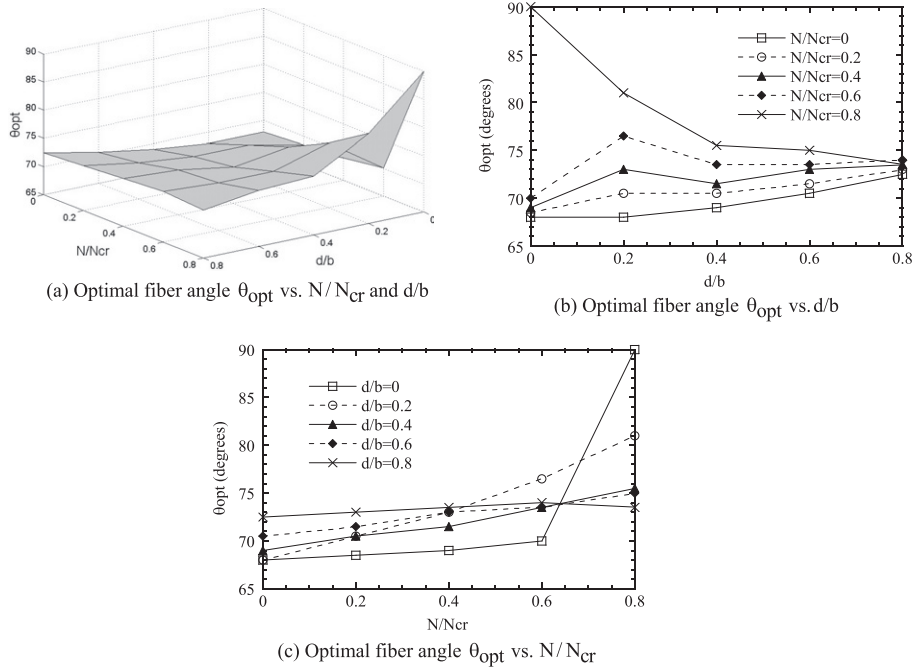 90
85
80
75
70
65
θopt
0
0.2
0.4
0.6
0.8
N/Ncr
0.8
0.6
0.4
0.2
0
d/b
(a) Optimal fiber angle θopt vs. N/Ncr and d/b
90
85
80
75
70
65
θopt (degrees)
N/Ncr=0
N/Ncr=0.2
N/Ncr=0.4
N/Ncr=0.6
N/Ncr=0.8
0 0.2 0.4 0.6 0.8
d/b
(b) Optimal fiber angle θopt vs.d/b
90
85
80
75
70
65
θopt (degrees)
d/b=0
d/b=0.2
d/b=0.4
d/b=0.6
d/b=0.8
0 0.2 0.4 0.6 0.8
N/Ncr
(c) Optimal fiber angle θopt vs. N/Ncr